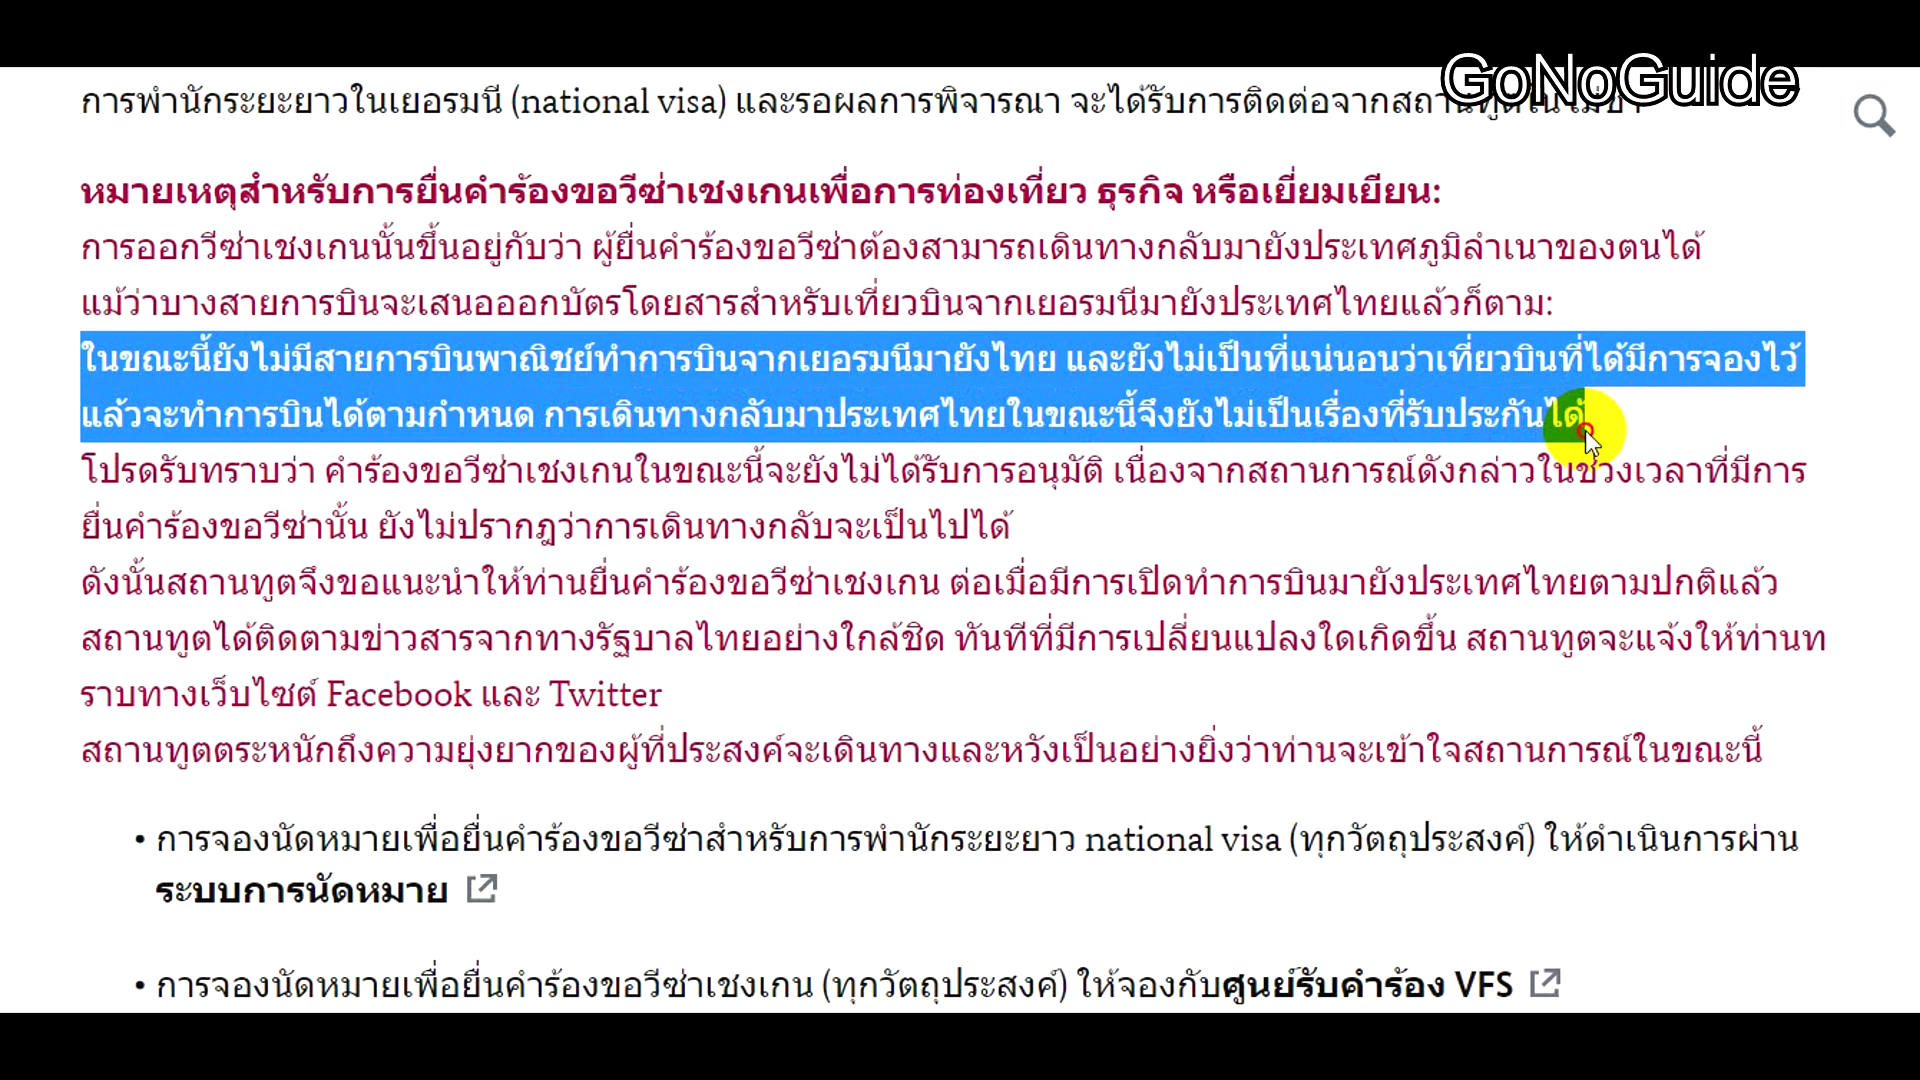 GoNoGuide
การพำนักระยะยาวในเยอรมนี (national visa) และรอผลการพิจารณา จะได้รับการติดต่อจากสถานทูตใน
หมายเหตุสำหรับการยื่นคำร้องขอวีซ่าเชงเกนเพื่อการท่องเที่ยว ธุรกิจ หรือเยี่ยมเยียน:
การออกวีซ่าเชงเกนนั้นขึ้นอยู่กับว่า ผู้ยื่นคำร้องขอวีซ่าต้องสามารถเดินทางกลับมายังประเทศภูมิลำเนาของตนได้
แม้ว่าบางสายการบินจะเสนอออกบัตรโดยสารสำหรับเที่ยวบินจากเยอรมนีมายังประเทศไทยแล้วก็ตาม:
ในขณะนี้ยังไม่มีสายการบินพาณิชย์ทำการบินจากเยอรมนีมายังไทย และยังไม่เป็นที่แน่นอนว่าเที่ยวบินที่ได้มีการจองไว้
แล้วจะทำการบินได้ตามกำหนด การเดินทางกลับมาประเทศไทยในขณะนี้จึงยังไม่เป็นเรื่องที่รับประกันได้
โปรดรับทราบว่า คำร้องขอวีซ่าเชงเกนในขณะนี้จะยังไม่ได้รับการอนุมัติ เนื่องจากสถานการณ์ดังกล่าวในช่วงเวลาที่มีการ
ยื่นคำร้องขอวีซ่านั้น ยังไม่ปรากฎว่าการเดินทางกลับจะเป็นไปได้
ดังนั้นสถานทูตจึงขอแนะนำให้ท่านยื่นคำร้องขอวีซ่าเชงเกน ต่อเมื่อมีการเปิดทำการบินมายังประเทศไทยตามปกติแล้ว
สถานทูตได้ติดตามข่าวสารจากทางรัฐบาลไทยอย่างใกล้ชิด ทันทีที่มีการเปลี่ยนแปลงใดเกิดขึ้น สถานทูตจะแจ้งให้ท่านท
ราบทางเว็บไซต์ Facebook และ Twitter
สถานทูตตระหนักถึงความยุ่งยากของผู้ที่ประสงค์จะเดินทางและหวังเป็นอย่างยิ่งว่าท่านจะเข้าใจสถานการณ์ในขณะนี้
• การจองนัดหมายเพื่อยื่นคำร้องขอวีซ่าสำหรับการพำนักระยะยาว national visa (ทุกวัตถุประสงค์) ให้ดำเนินการผ่าน
ระบบการนัดหมาย
• การจองนัดหมายเพื่อยื่นคำร้องขอวีซ่าเชงเกน (ทุกวัตถุประสงค์) ให้จองกับศูนย์รับคำร้อง VFS